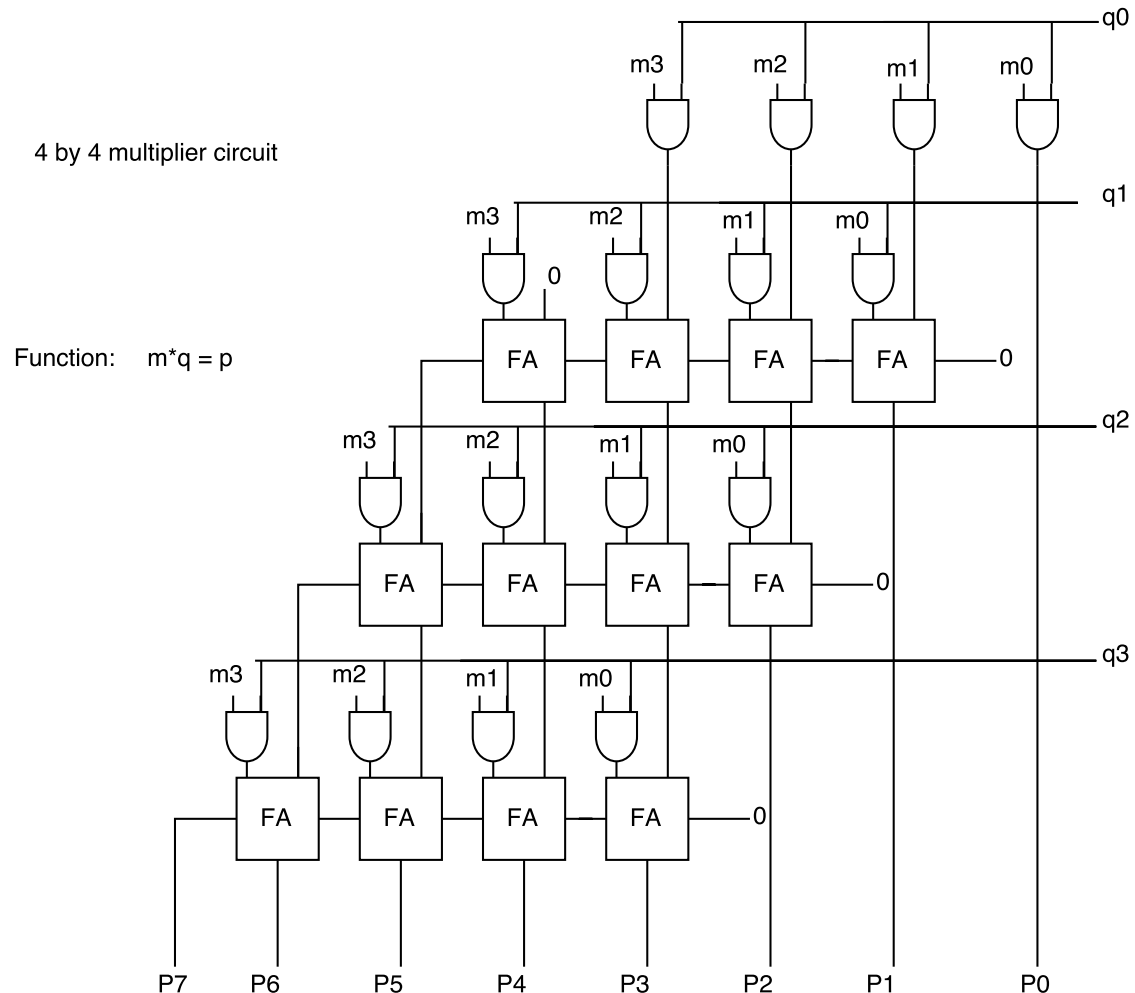 q0
m3 m2 m1 m0
4 by 4 multiplier circuit
q1
m3 m2 m1 m0
0
Function: m*q = p
FA FA FA FA 0
q2
m3 m2 m1 m0
FA FA FA FA 0
q3
m3 m2 m1 m0
FA FA FA FA 0
P7 P6 P5 P4 P3 P2 P1 P0